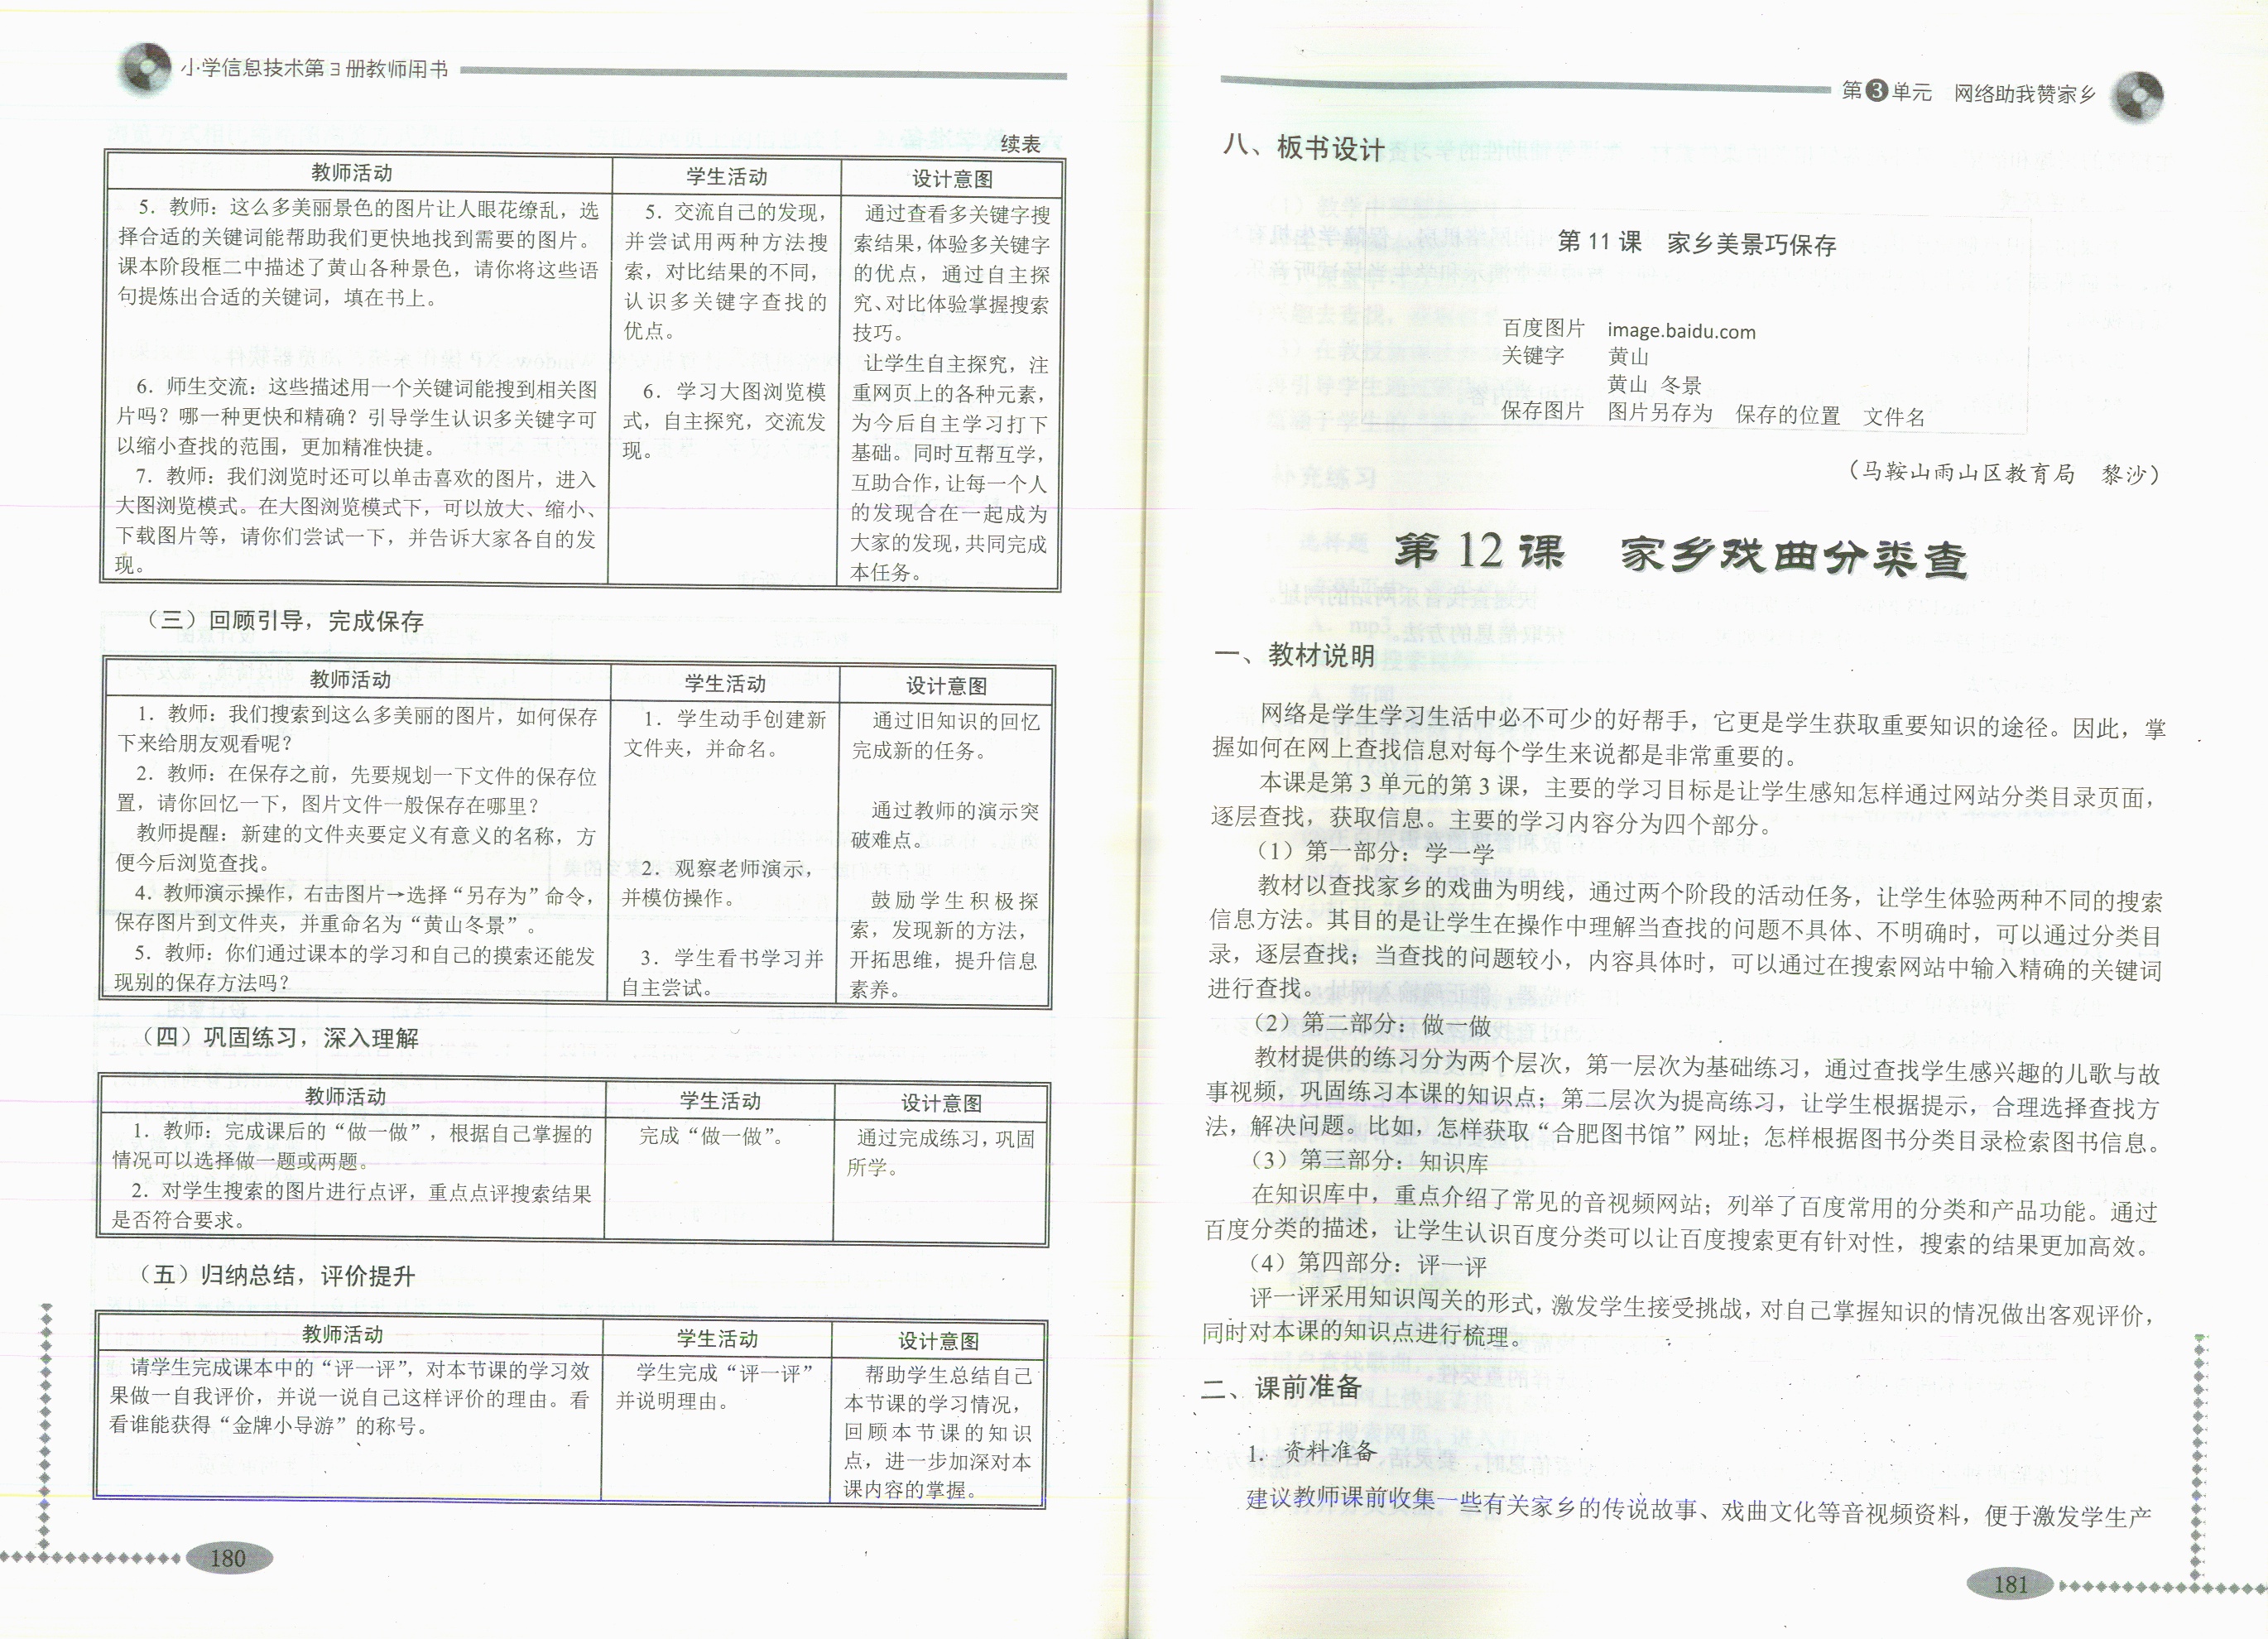 小学信息技术第3册教师用书
续表
教师活动
学生活动
设计意图
5．教师：这么多美丽景色的图片让人眼花缭乱，选
择合适的关键词能帮助我们更快地找到需要的图片。
课本阶段框二中描述了黄山各种景色，请你将这些语
句提炼出合适的关键词，填在书上。
6．师生交流：这些描述用一个关键词能搜到相关图
片吗？哪一种更快和精确？引导学生认识多关键字可
以缩小查找的范围，更加精准快捷。
7．教师：我们浏览时还可以单击喜欢的图片，进入
大图浏览模式。在大图浏览模式下，可以放大、缩小、
下载图片等，请你们尝试一下，并告诉大家各自的发
现。
5．交流自己的发现，
并尝试用两种方法搜
索，对比结果的不同，
认识多关键字查找的
优点。
6．学习大图浏览模
式，自主探究，交流发
现。
通过查看多关键字搜
索结果，体验多关键字
的优点，通过自主探
究、对比体验掌握搜索
技巧。
让学生自主探究，注
重网页上的各种元素，
为今后自主学习打下
基础。同时互帮互学，
互助合作，让每一个人
的发现合在一起成为
大家的发现，共同完成
本任务。
（三）回顾引导，完成保存
教师活动
学生活动
设计意图
1．教师：我们搜索到这么多美丽的图片，如何保存
下来给朋友观看呢？
2．教师：在保存之前，先要规划一下文件的保存位
置，请你回忆一下，图片文件一般保存在哪里？
教师提醒：新建的文件夹要定义有意义的名称，方
便今后浏览查找。
4．教师演示操作，右击图片→选择“另存为”命令，
保存图片到文件夹，并重命名为“黄山冬景”。
5．教师：你们通过课本的学习和自己的摸索还能发
现别的保存方法吗？
1．学生动手创建新
文件夹，并命名。
2．观察老师演示，
并模仿操作。
3．学生看书学习并
自主尝试。
通过旧知识的回忆
完成新的任务。
通过教师的演示突
破难点。
鼓励学生积极探
索，发现新的方法，
开拓思维，提升信息
素养。
（四）巩固练习，深入理解
教师活动
学生活动
设计意图
1．教师：完成课后的“做一做”，根据自己掌握的
情况可以选择做一题或两题。
2．对学生搜索的图片进行点评，重点点评搜索结果
是否符合要求。
完成“做一做”。
通过完成练习，巩固
所学。
（五）归纳总结，评价提升
教师活动
学生活动
设计意图
请学生完成课本中的“评一评”，对本节课的学习效
果做一自我评价，并说一说自己这样评价的理由。看
看谁能获得“金牌小导游”的称号。
学生完成“评一评”
并说明理由。
帮助学生总结自己
本节课的学习情况，
回顾本节课的知识
点，进一步加深对本
课内容的掌握。
180
第3单元　网络助我赞家乡
八、板书设计
第 11 课　家乡美景巧保存
百度图片　image.baidu.com
关键字　黄山
黄山 冬景
保存图片　图片另存为　保存的位置　文件名
（马鞍山雨山区教育局　黎沙）
第 12 课　家乡戏曲分类查
一、教材说明
网络是学生学习生活中必不可少的好帮手，它更是学生获取重要知识的途径。因此，掌
握如何在网上查找信息对每个学生来说都是非常重要的。
本课是第 3 单元的第 3 课，主要的学习目标是让学生感知怎样通过网站分类目录页面，
逐层查找，获取信息。主要的学习内容分为四个部分。
（1）第一部分：学一学
教材以查找家乡的戏曲为明线，通过两个阶段的活动任务，让学生体验两种不同的搜索
信息方法。其目的是让学生在操作中理解当查找的问题不具体、不明确时，可以通过分类目
录，逐层查找；当查找的问题较小，内容具体时，可以通过在搜索网站中输入精确的关键词
进行查找。
（2）第二部分：做一做
教材提供的练习分为两个层次，第一层次为基础练习，通过查找学生感兴趣的儿歌与故
事视频，巩固练习本课的知识点；第二层次为提高练习，让学生根据提示，合理选择查找方
法，解决问题。比如，怎样获取“合肥图书馆”网址；怎样根据图书分类目录检索图书信息。
（3）第三部分：知识库
在知识库中，重点介绍了常见的音视频网站；列举了百度常用的分类和产品功能。通过
百度分类的描述，让学生认识百度分类可以让百度搜索更有针对性，搜索的结果更加高效。
（4）第四部分：评一评
评一评采用知识闯关的形式，激发学生接受挑战，对自己掌握知识的情况做出客观评价，
同时对本课的知识点进行梳理。
二、课前准备
1．资料准备
建议教师课前收集一些有关家乡的传说故事、戏曲文化等音视频资料，便于激发学生产
181